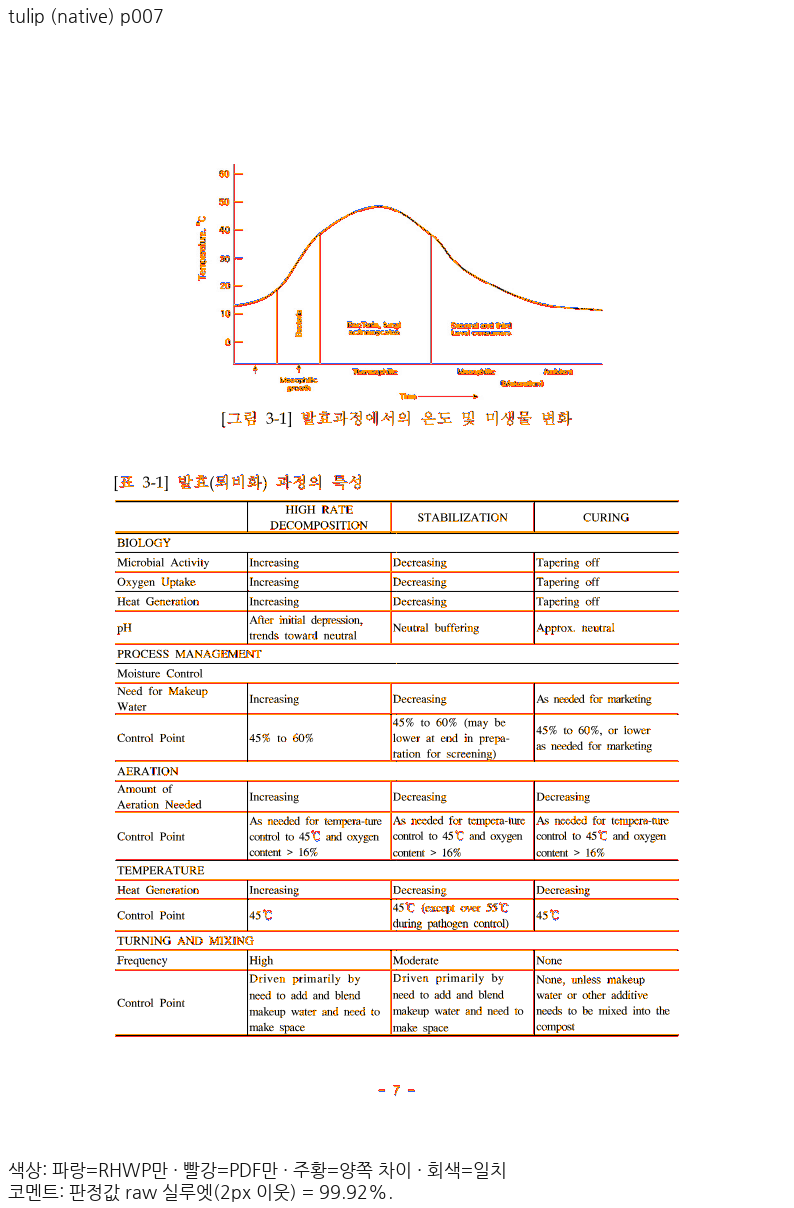 tulip (native) p007
60
50
40
30
20
10
0
Temperature, °C
Bacteria
Mesophilic
growth
Thermophilic
Mesophilic
Ambient
Time
[그림 3-1] 발효과정에서의 온도 및 미생물 변화
[표 3-1] 발효(퇴비화) 과정의 특성
HIGH RATE DECOMPOSITION STABILIZATION CURING
BIOLOGY
Microbial Activity Increasing Decreasing Tapering off
Oxygen Uptake Increasing Decreasing Tapering off
Heat Generation Increasing Decreasing Tapering off
pH After initial depression, trends toward neutral Neutral buffering Approx. neutral
PROCESS MANAGEMENT
Moisture Control
Need for Makeup Water Increasing Decreasing As needed for marketing
Control Point 45% to 60% 45% to 60% (may be lower at end in prepa-tation for screening) 45% to 60%, or lower as needed for marketing
AERATION
Amount of Aeration Needed Increasing Decreasing Decreasing
Control Point As needed for tempera-ture control to 45℃ and oxygen content > 16% As needed for tempera-ture control to 45℃ and oxygen content > 16% As needed for tempera-ture control to 45℃ and oxygen content > 16%
TEMPERATURE
Heat Generation Increasing Decreasing Decreasing
Control Point 45℃ 45℃ (except over 55℃ during pathogen control) 45℃
TURNING AND MIXING
Frequency High Moderate None
Control Point Driven primarily by need to add and blend makeup water and need to make space Driven primarily by need to add and blend makeup water and need to make space None, unless makeup water or other additive needs to be mixed into the compost
- 7 -
색상: 파랑=RHWP만 · 빨강=PDF만 · 주황=양쪽 차이 · 회색=일치
코멘트: 판정값 raw 실루엣(2px 이웃) = 99.92%.